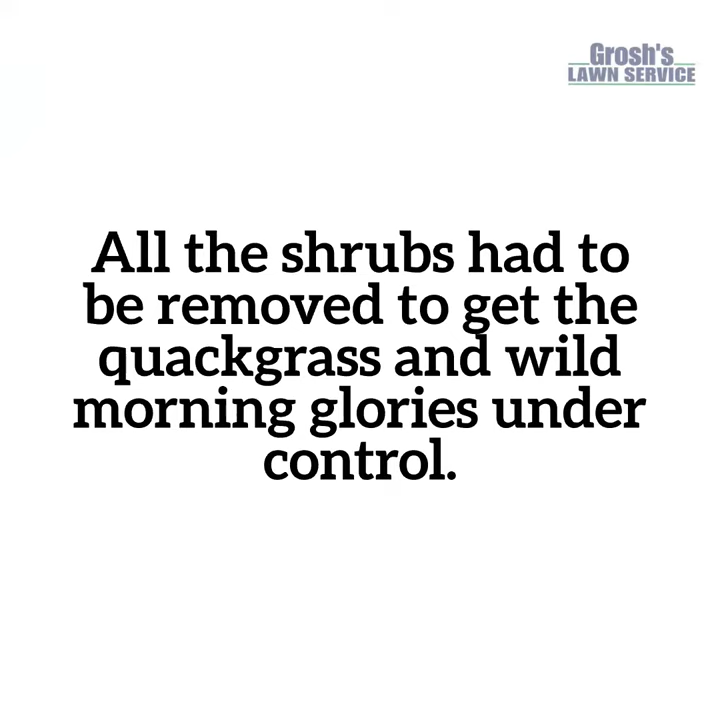 Grosh's
LAWN SERVICE
All the shrubs had to
be removed to get the
quackgrass and wild
morning glories under
control.